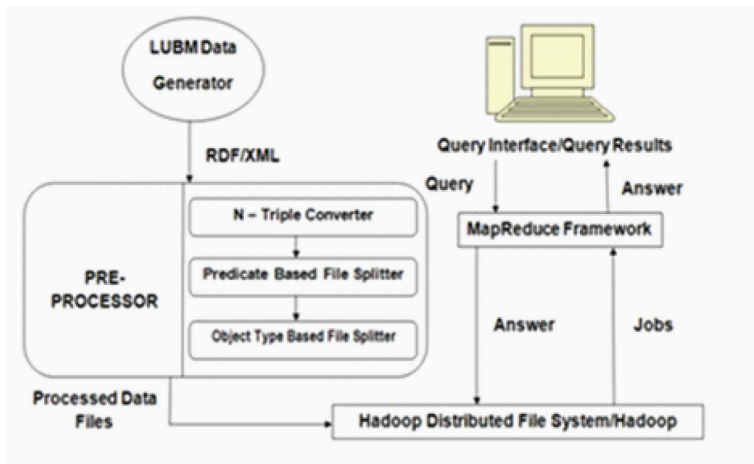 LUBM Data
Generator
RDF/XML
Query Interface/Query Results
Query
Answer
N – Triple Converter
MapReduce Framework
PRE-
PROCESSOR
Predicate Based File Splitter
Object Type Based File Splitter
Answer
Jobs
Processed Data
Files
Hadoop Distributed File System/Hadoop